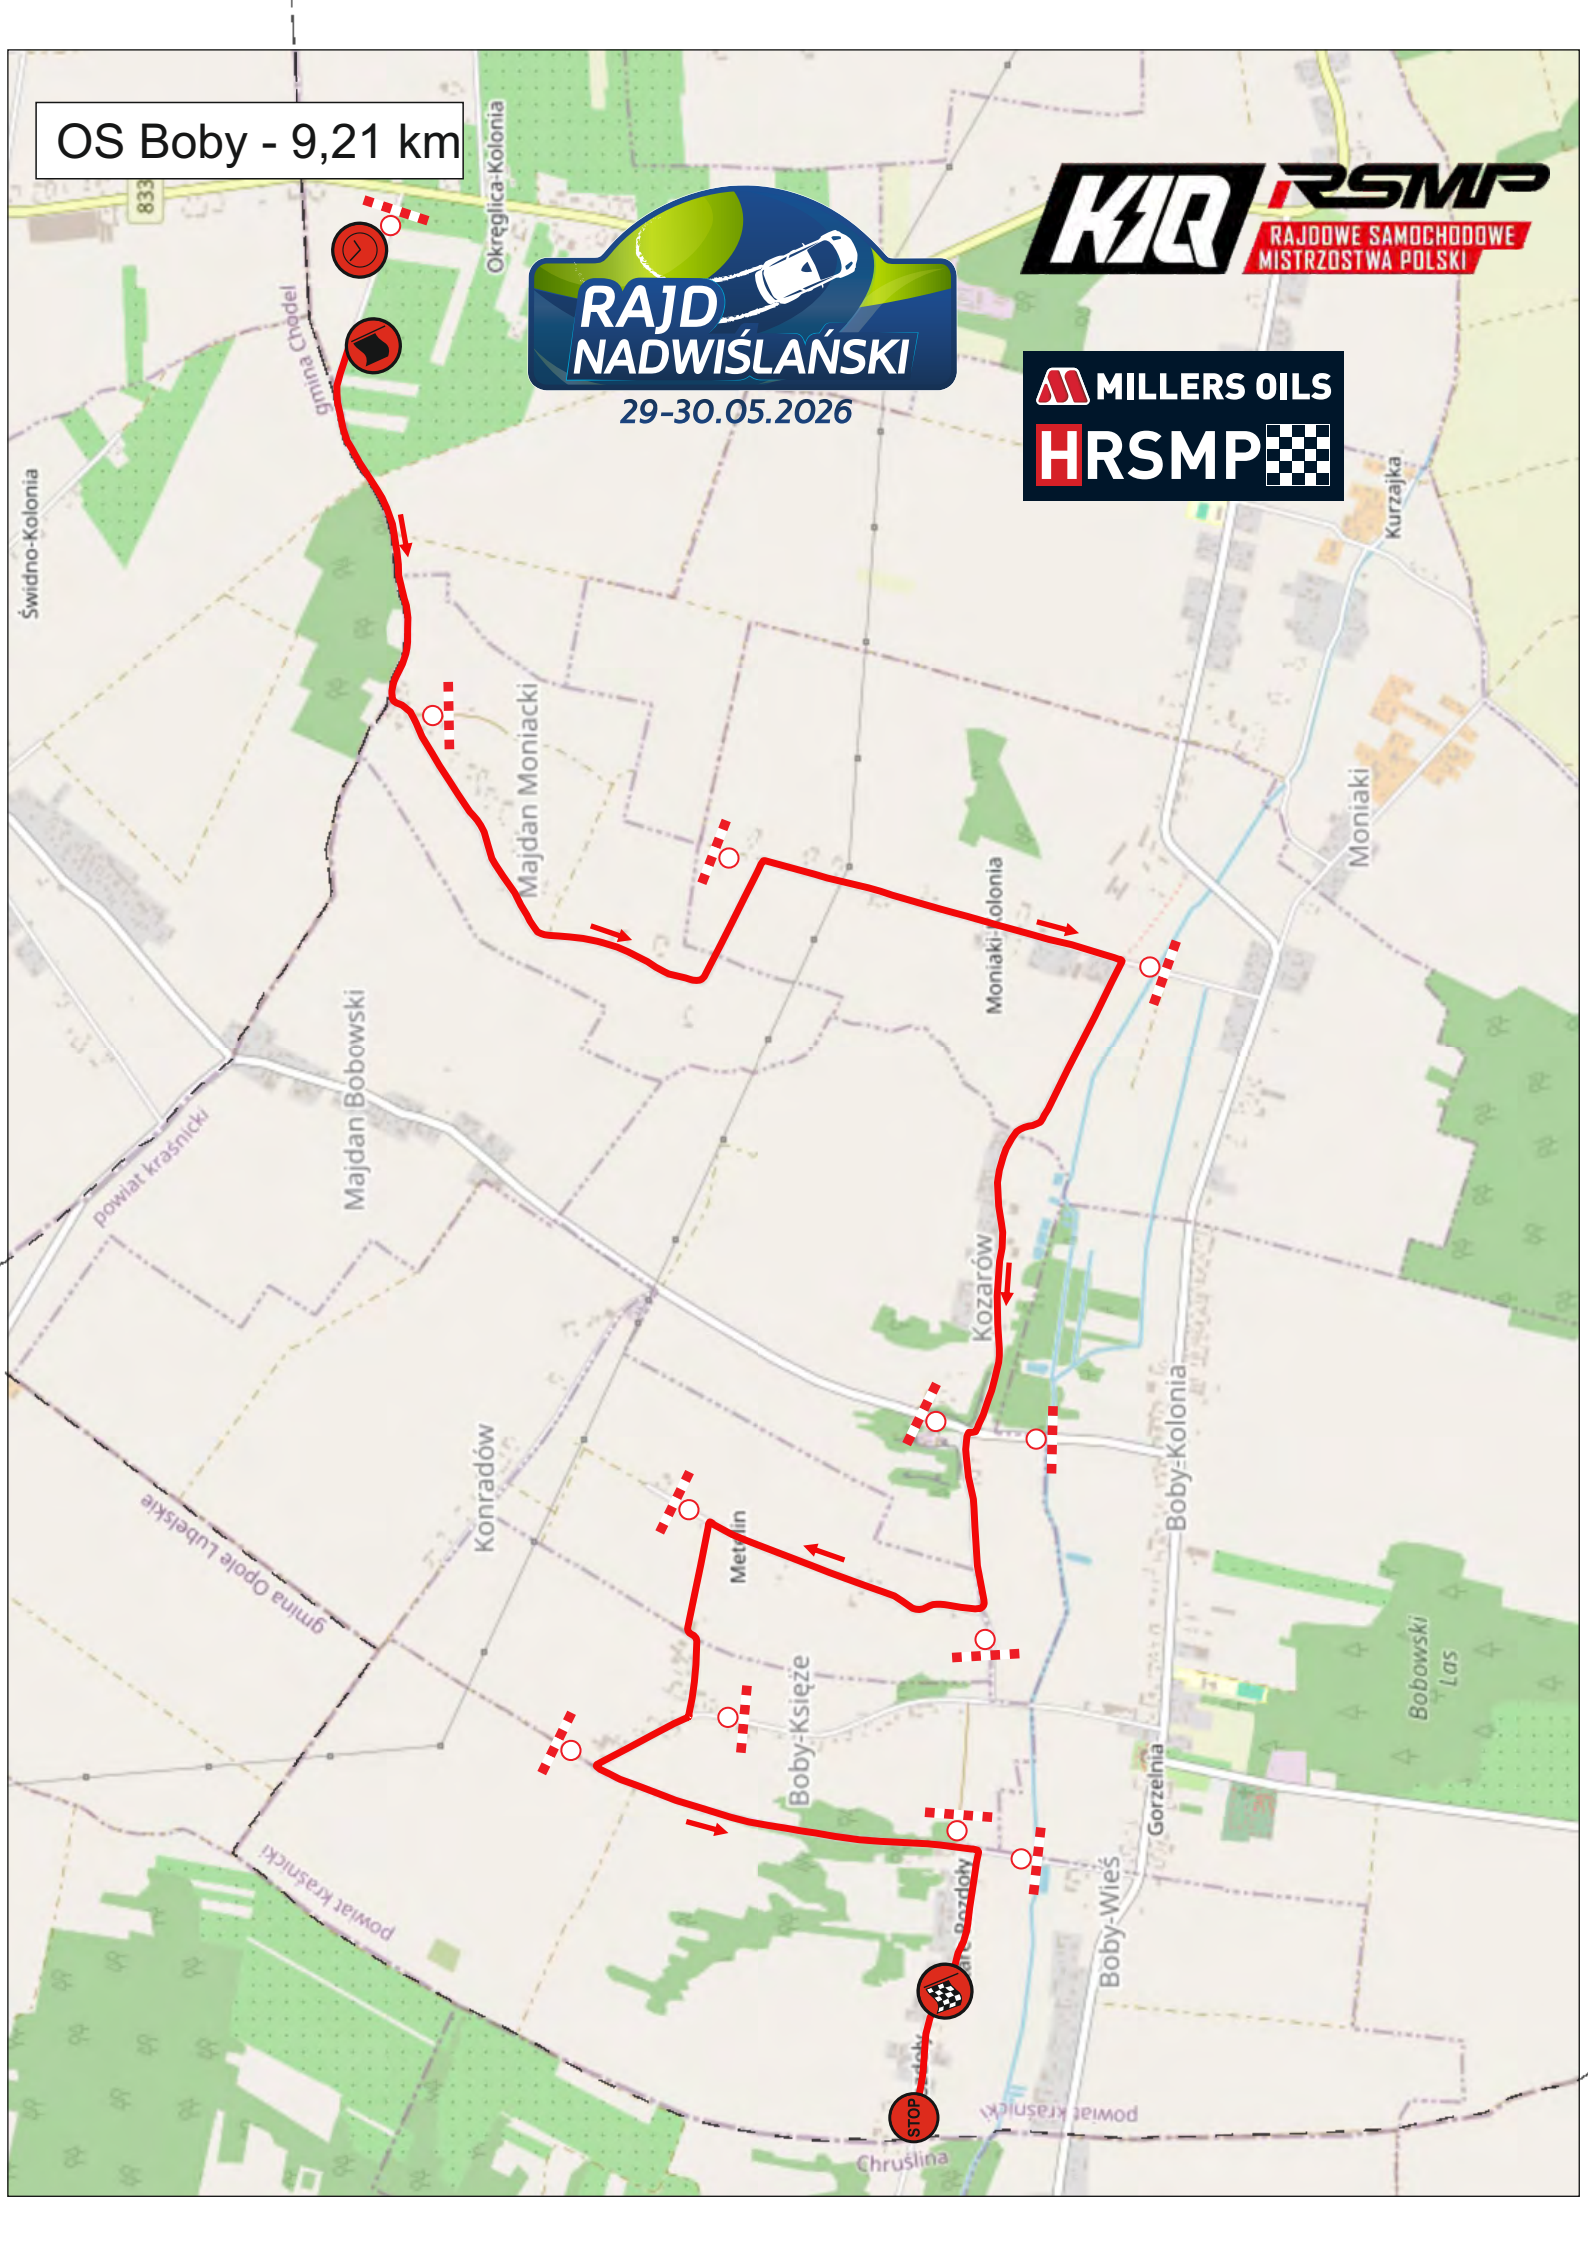 OS Boby - 9,21 km
833
Okręglica-Kolonia
KIQ
RSMP
RAJDOWE SAMOCHODOWE
MISTRZOSTWA POLSKI
RAJD
NADWIŚLAŃSKI
29-30.05.2026
MILLERS OILS
HRSMP
gmina Chodel
Świdno-Kolonia
Kurzajka
Majdan Moniacki
Moniaki
Moniaki-Kolonia
Majdan Bobowski
powiat kraśnicki
Kozarów
Konradów
Boby-Kolonia
gmina Opole Lubelskie
Bobowski
Las
Boby-Księże
Gorzelnia
powiat kraśnicki
Boby-Wieś
STOP
powiat kraśnicki
Chruślina